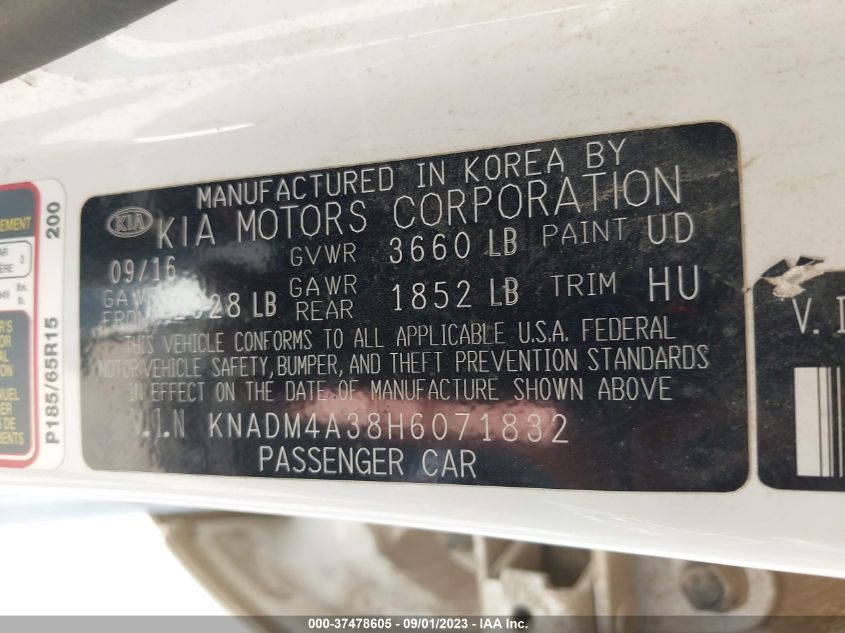 MANUFACTURED IN KOREA BY
KIA KIA MOTORS CORPORATION
09/16 GVWR 3660 LB PAINT UD
LB GAWR REAR 1852 LB TRIM HU
THIS VEHICLE CONFORMS TO ALL APPLICABLE U.S.A. FEDERAL
MOTOR VEHICLE SAFETY, BUMPER, AND THEFT PREVENTION STANDARDS
IN EFFECT ON THE DATE OF MANUFACTURE SHOWN ABOVE
V.I.N KNADM4A38H6071832
PASSENGER CAR
P185/65R15 200
V. I
000-37478605 - 09/01/2023 - IAA Inc.